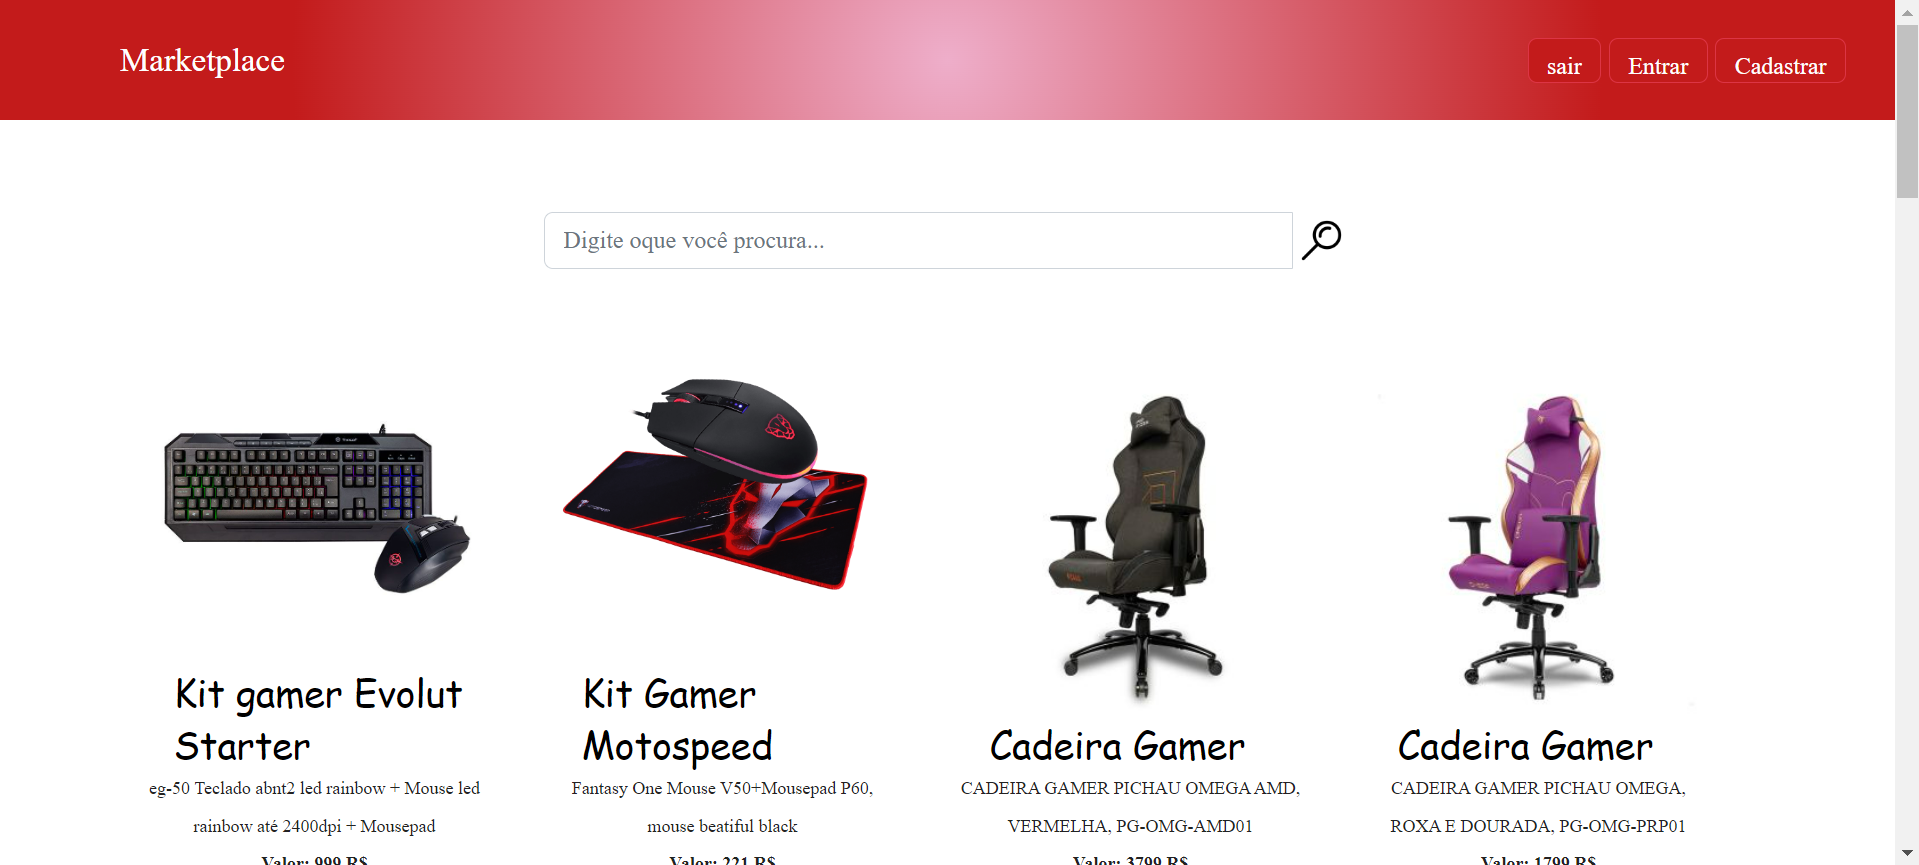 Marketplace
sair
Entrar
Cadastrar
Digite oque você procura...
Kit gamer Evolut
Starter
eg-50 Teclado abnt2 led rainbow + Mouse led
rainbow até 2400dpi + Mousepad
Valor: 999 R$
Kit Gamer
Motospeed
Fantasy One Mouse V50+Mousepad P60,
mouse beatiful black
Valor: 221 R$
Cadeira Gamer
CADEIRA GAMER PICHAU OMEGA AMD,
VERMELHA, PG-OMG-AMD01
Valor: 3799 R$
Cadeira Gamer
CADEIRA GAMER PICHAU OMEGA,
ROXA E DOURADA, PG-OMG-PRP01
Valor: 1799 R$